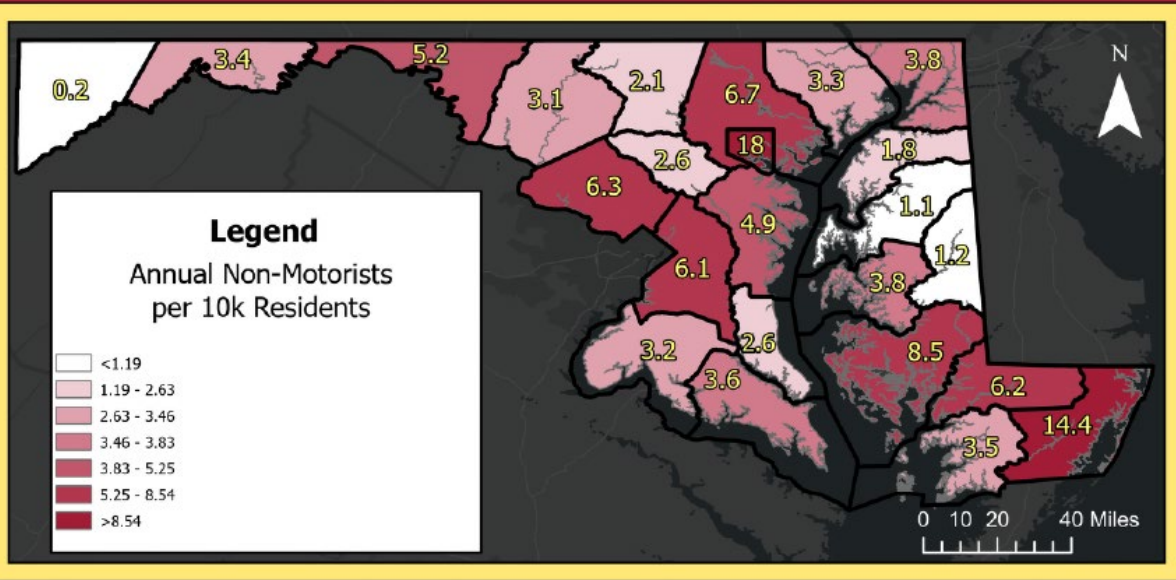 0.2
3.4
5.2
3.1
2.1
6.7
3.3
3.8
N
18
2.6
1.8
6.3
4.9
1.1
6.1
1.2
3.8
2.6
3.2
3.6
8.5
6.2
14.4
3.5
Legend
Annual Non-Motorists
per 10k Residents
<1.19
1.19 - 2.63
2.63 - 3.46
3.46 - 3.83
3.83 - 5.25
5.25 - 8.54
>8.54
0 10 20 40 Miles